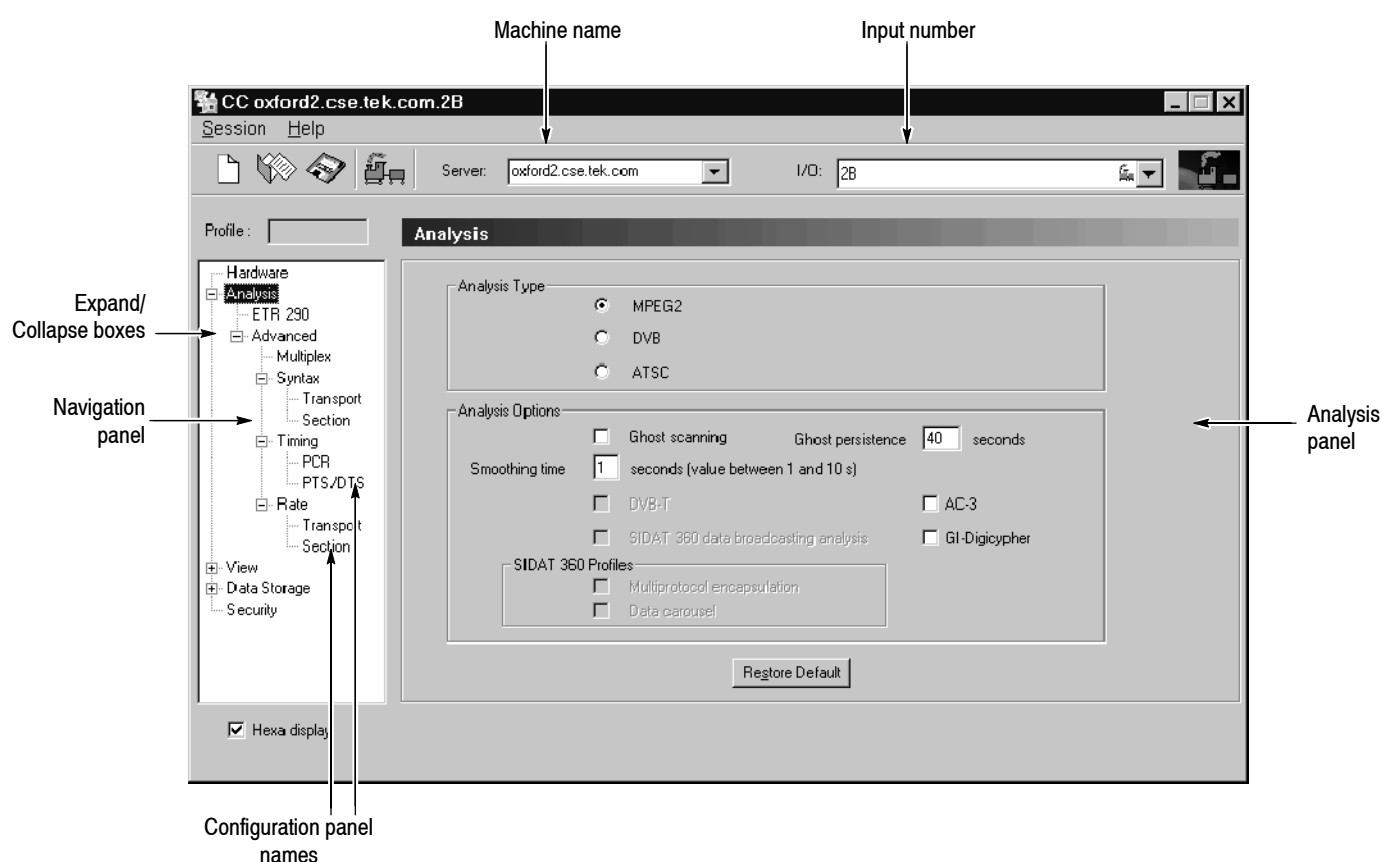 Machine name
Input number
CC oxford2.cse.tek.com.2B
Session Help
Server: oxford2.cse.tek.com I/O: 2B
Profile :
Analysis
Hardware
Analysis
ETR 290
Advanced
Multiplex
Syntax
Transport
Section
Timing
PCR
PTS/DTS
Rate
Transport
Section
View
Data Storage
Security
Expand/
Collapse boxes
Navigation
panel
Analysis Type
MPEG2
DVB
ATSC
Analysis Options
Ghost scanning Ghost persistence 40 seconds
Smoothing time 1 seconds (value between 1 and 10 s)
DVB-T AC-3
SIDAT 360 data broadcasting analysis GI-Digicypher
SIDAT 360 Profiles
Multiprotocol encapsulation
Data carousel
Restore Default
Analysis
panel
Hexa display
Configuration panel
names